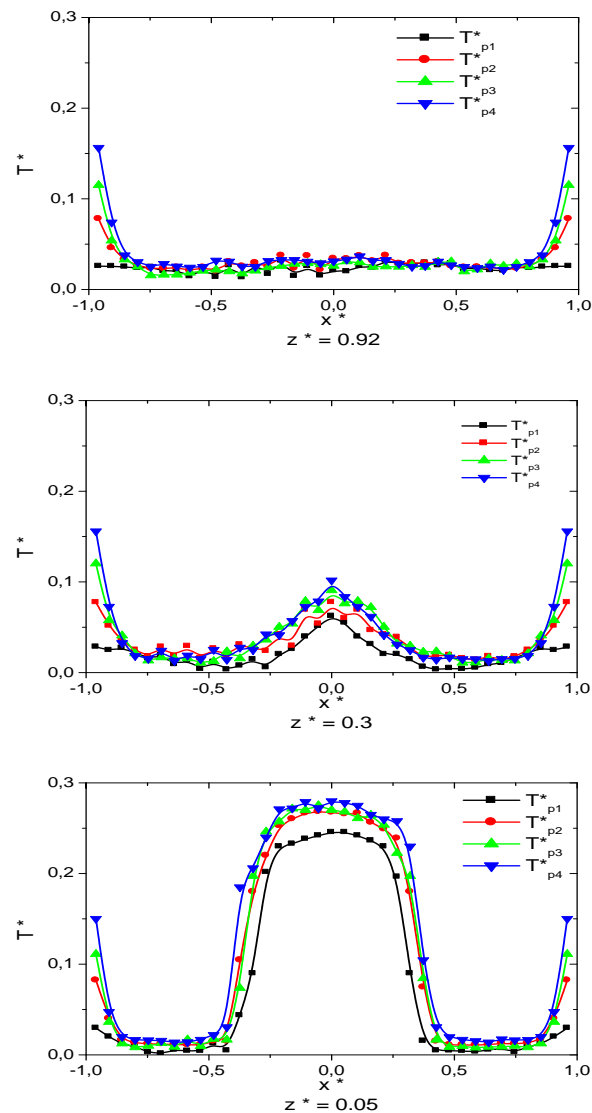 0,3
T*p1
T*p2
T*p3
T*p4
0,2
T*
0,1
0,0
-1,0 -0,5 0,0 0,5 1,0
x *
z * = 0.92
0,3
T*p1
T*p2
T*p3
T*p4
0,2
T*
0,1
0,0
-1,0 -0,5 0,0 0,5 1,0
x *
z * = 0.3
0,3
T*p1
T*p2
T*p3
T*p4
0,2
T*
0,1
0,0
-1,0 -0,5 0,0 0,5 1,0
x *
z * = 0.05